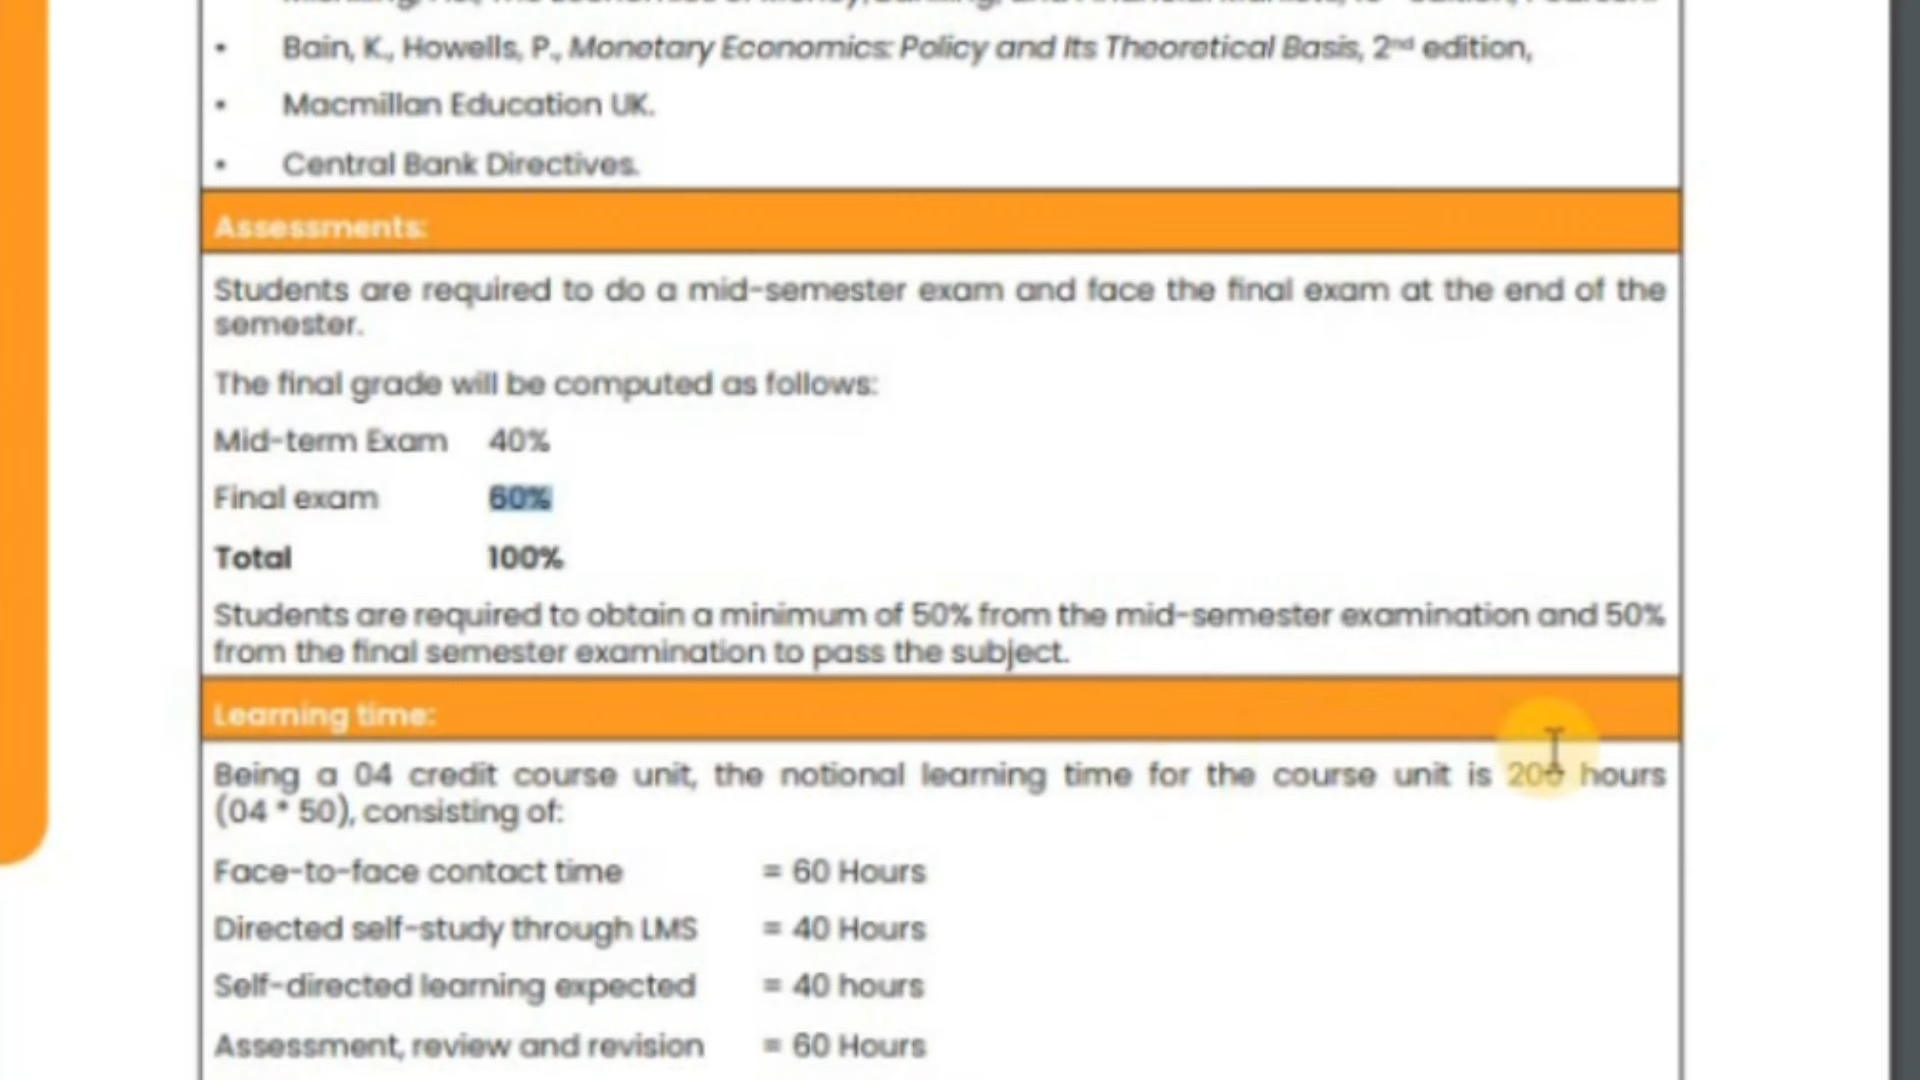 • Bain, K., Howells, P., Monetary Economics: Policy and Its Theoretical Basis, 2nd edition,
• Macmillan Education UK.
• Central Bank Directives.
Assessments:
Students are required to do a mid-semester exam and face the final exam at the end of the
semester.
The final grade will be computed as follows:
Mid-term Exam 40%
Final exam 60%
Total 100%
Students are required to obtain a minimum of 50% from the mid-semester examination and 50%
from the final semester examination to pass the subject.
Learning time:
Being a 04 credit course unit, the notional learning time for the course unit is 200 hours
(04 * 50), consisting of:
Face-to-face contact time = 60 Hours
Directed self-study through LMS = 40 Hours
Self-directed learning expected = 40 hours
Assessment, review and revision = 60 Hours